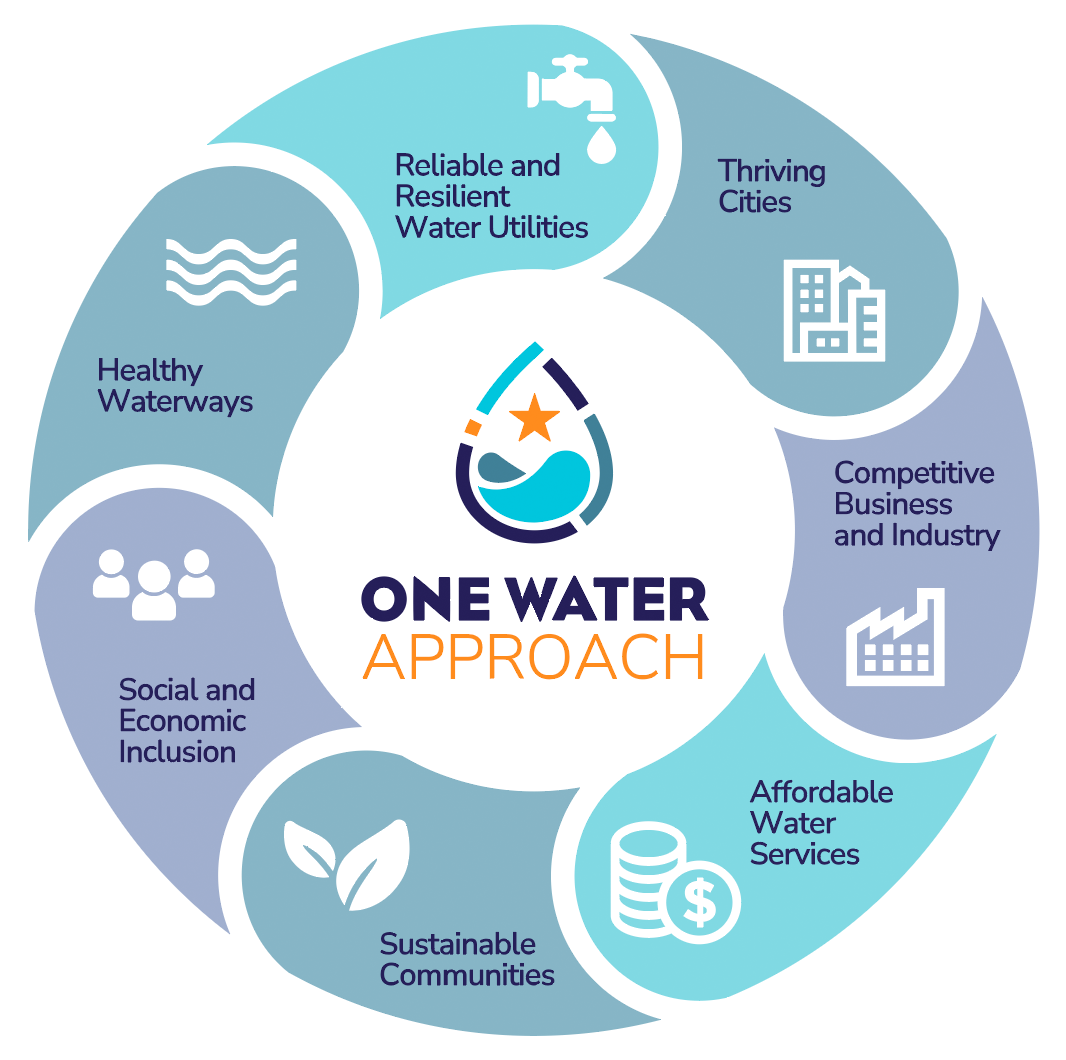 Reliable and
Resilient
Water Utilities
Thriving
Cities
Competitive
Business
and Industry
Affordable
Water
Services
$
Sustainable
Communities
Social and
Economic
Inclusion
Healthy
Waterways
ONE WATER
APPROACH